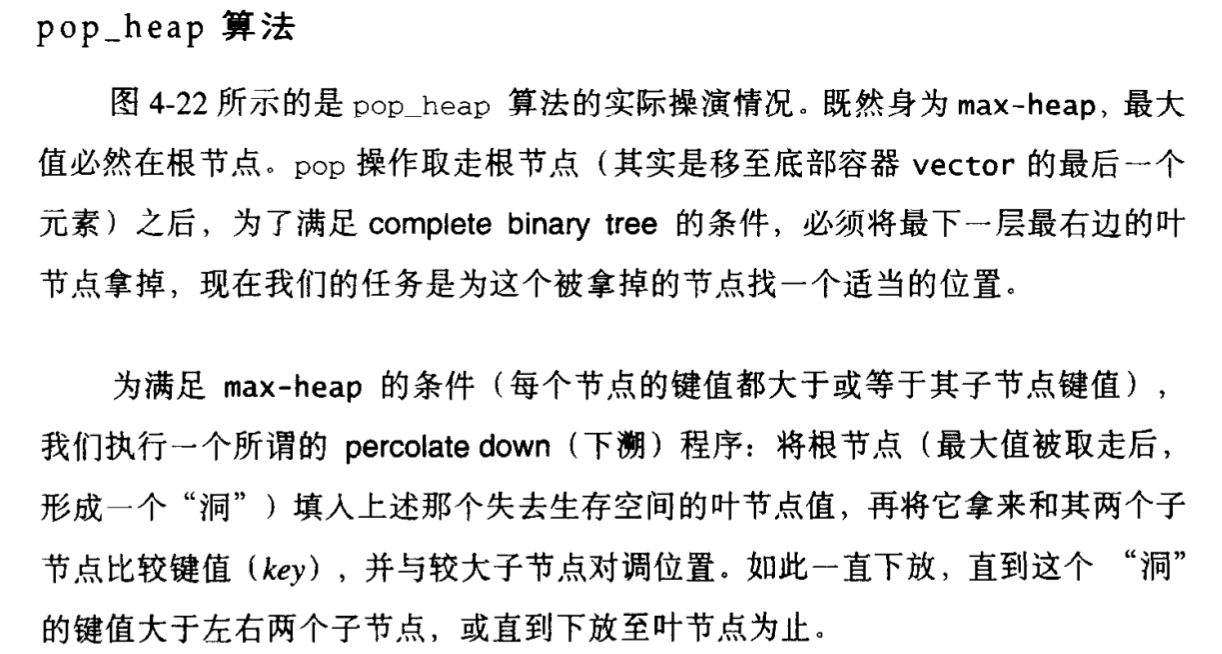 pop_heap 算法
图 4-22 所示的是 pop_heap 算法的实际操演情况。既然身为 max-heap，最大
值必然在根节点。pop 操作取走根节点（其实是移至底部容器 vector 的最后一个
元素）之后，为了满足 complete binary tree 的条件，必须将最下一层最右边的叶
节点拿掉，现在我们的任务是为这个被拿掉的节点找一个适当的位置。
为满足 max-heap 的条件（每个节点的键值都大于或等于其子节点键值），
我们执行一个所谓的 percolate down（下溯）程序：将根节点（最大值被取走后，
形成一个“洞”）填入上述那个失去生存空间的叶节点值，再将它拿来和其两个子
节点比较键值（key），并与较大子节点对调位置。如此一直下放，直到这个 “洞”
的键值大于左右两个子节点，或直到下放至叶节点为止。